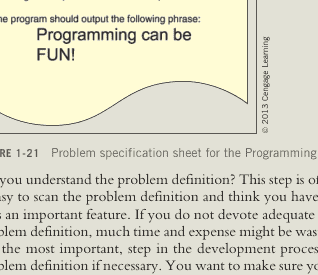 he program should output the following phrase:
Programming can be
FUN!
© 2013 Cengage Learning
RE 1-21 Problem specification sheet for the Programming
you understand the problem definition? This step is of
sy to scan the problem definition and think you have
s an important feature. If you do not devote adequate
blem definition, much time and expense might be was
the most important, step in the development proces
blem definition if necessary. You want to make sure yo